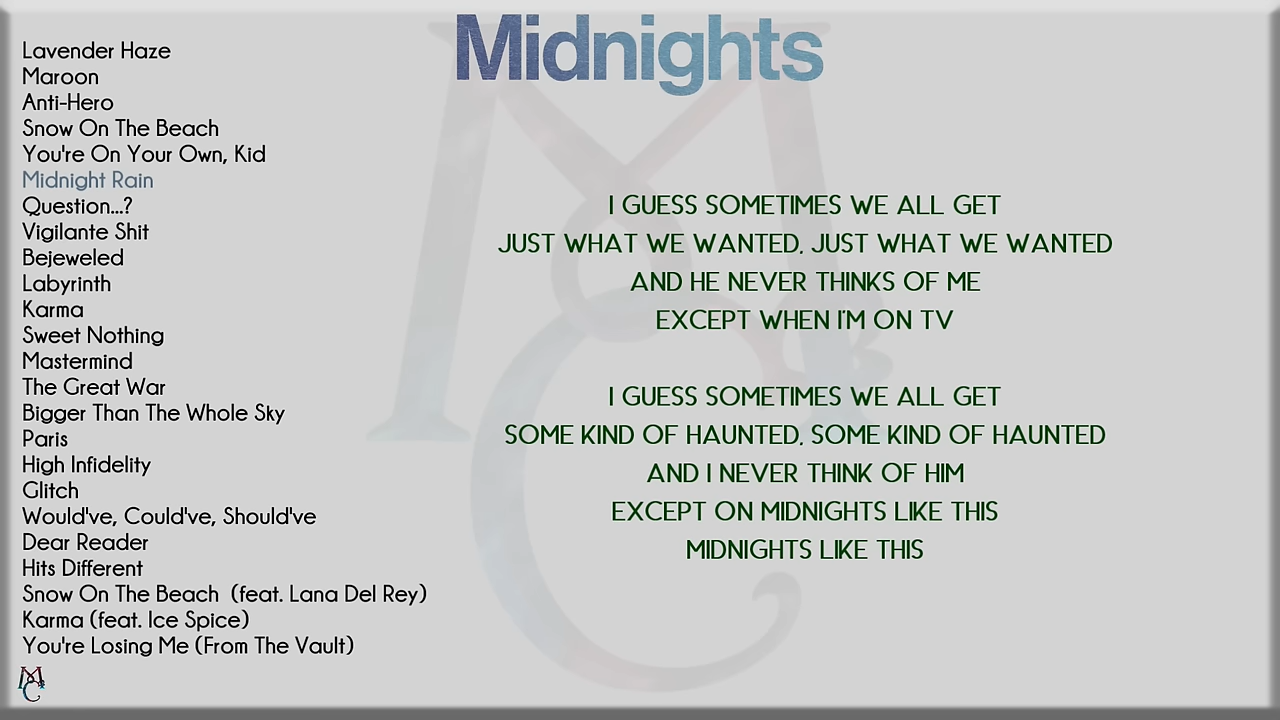 Midnights
Lavender Haze
Maroon
Anti-Hero
Snow On The Beach
You're On Your Own, Kid
Midnight Rain
Question...?
Vigilante Shit
Bejeweled
Labyrinth
Karma
Sweet Nothing
Mastermind
The Great War
Bigger Than The Whole Sky
Paris
High Infidelity
Glitch
Would've, Could've, Should've
Dear Reader
Hits Different
Snow On The Beach (feat. Lana Del Rey)
Karma (feat. Ice Spice)
You're Losing Me (From The Vault)
I GUESS SOMETIMES WE ALL GET
JUST WHAT WE WANTED, JUST WHAT WE WANTED
AND HE NEVER THINKS OF ME
EXCEPT WHEN I'M ON TV
I GUESS SOMETIMES WE ALL GET
SOME KIND OF HAUNTED, SOME KIND OF HAUNTED
AND I NEVER THINK OF HIM
EXCEPT ON MIDNIGHTS LIKE THIS
MIDNIGHTS LIKE THIS